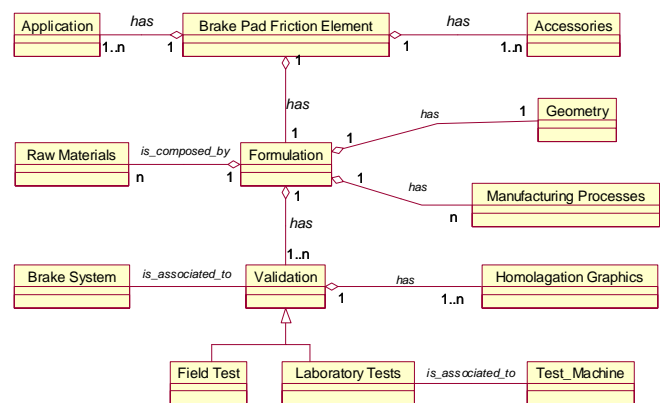 Application
has
1..n
1
Brake Pad Friction Element
has
1
1..n
Accessories
1
has
1
Raw Materials
is_composed_by
n
1
Formulation
1
has
1
Geometry
1
has
n
Manufacturing Processes
1
has
1..n
Brake System
is_associated_to
Validation
1
has
1..n
Homolagation Graphics
Field Test
Laboratory Tests
is_associated_to
Test_Machine